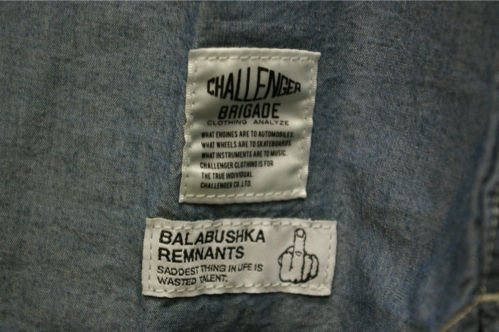 CHALLENGER
BRIGADE
CLOTHING ANALYZE
WHAT ENGINES ARE TO AUTOMOBILES.
WHAT WHEELS ARE TO SKATEBOARDS.
WHAT INSTRUMENTS ARE TO MUSIC.
CHALLENGER CLOTHING IS FOR
THE TRUE INDIVIDUAL
CHALLENGER CO.LTD.
BALABUSHKA
REMNANTS
SADDEST THING IN LIFE IS
WASTED TALENT.